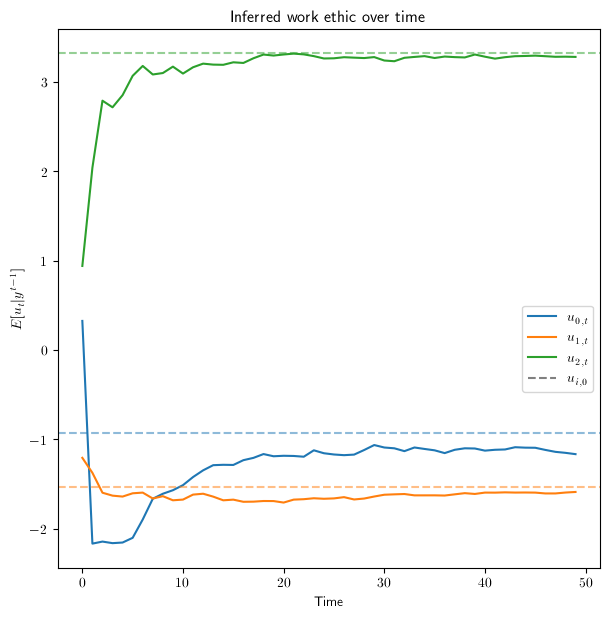 Inferred work ethic over time
E[u_t|y^{t−1}]
3
2
1
0
−1
−2
u_{0,t}
u_{1,t}
u_{2,t}
u_{i,0}
0 10 20 30 40 50
Time